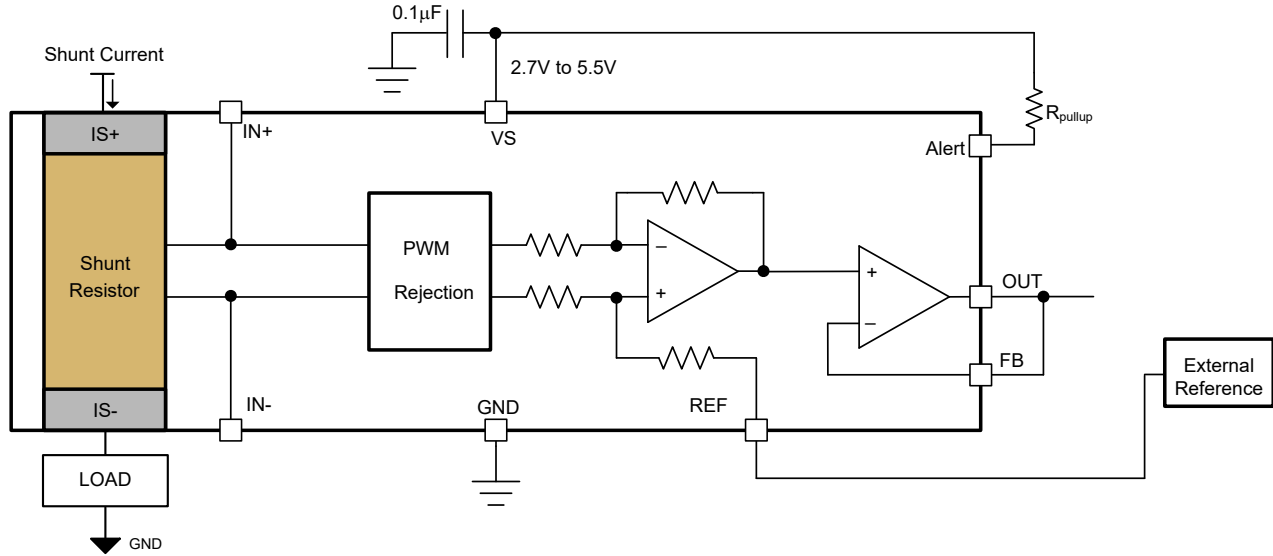 0.1μF
Shunt Current
2.7V to 5.5V
Rpullup
IS+
IN+
VS
Alert
PWM
Rejection
Shunt
Resistor
−
+
+
−
OUT
FB
External
Reference
IS-
IN-
GND
REF
LOAD
GND